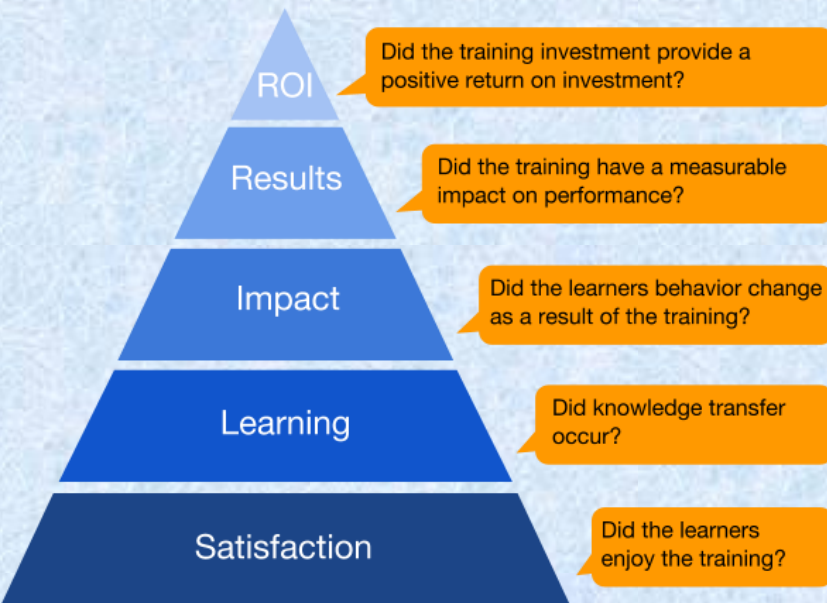 ROI
Did the training investment provide a
positive return on investment?
Results
Did the training have a measurable
impact on performance?
Impact
Did the learners behavior change
as a result of the training?
Learning
Did knowledge transfer
occur?
Satisfaction
Did the learners
enjoy the training?